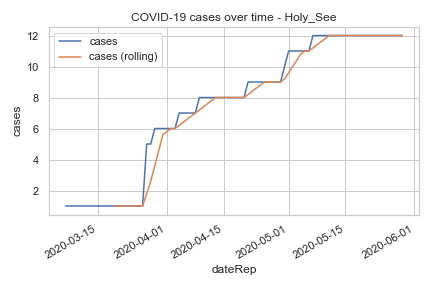 COVID-19 cases over time - Holy_See
cases
cases (rolling)
12
10
8
6
4
2
cases
2020-03-15
2020-04-01
2020-04-15
2020-05-01
2020-05-15
2020-06-01
dateRep